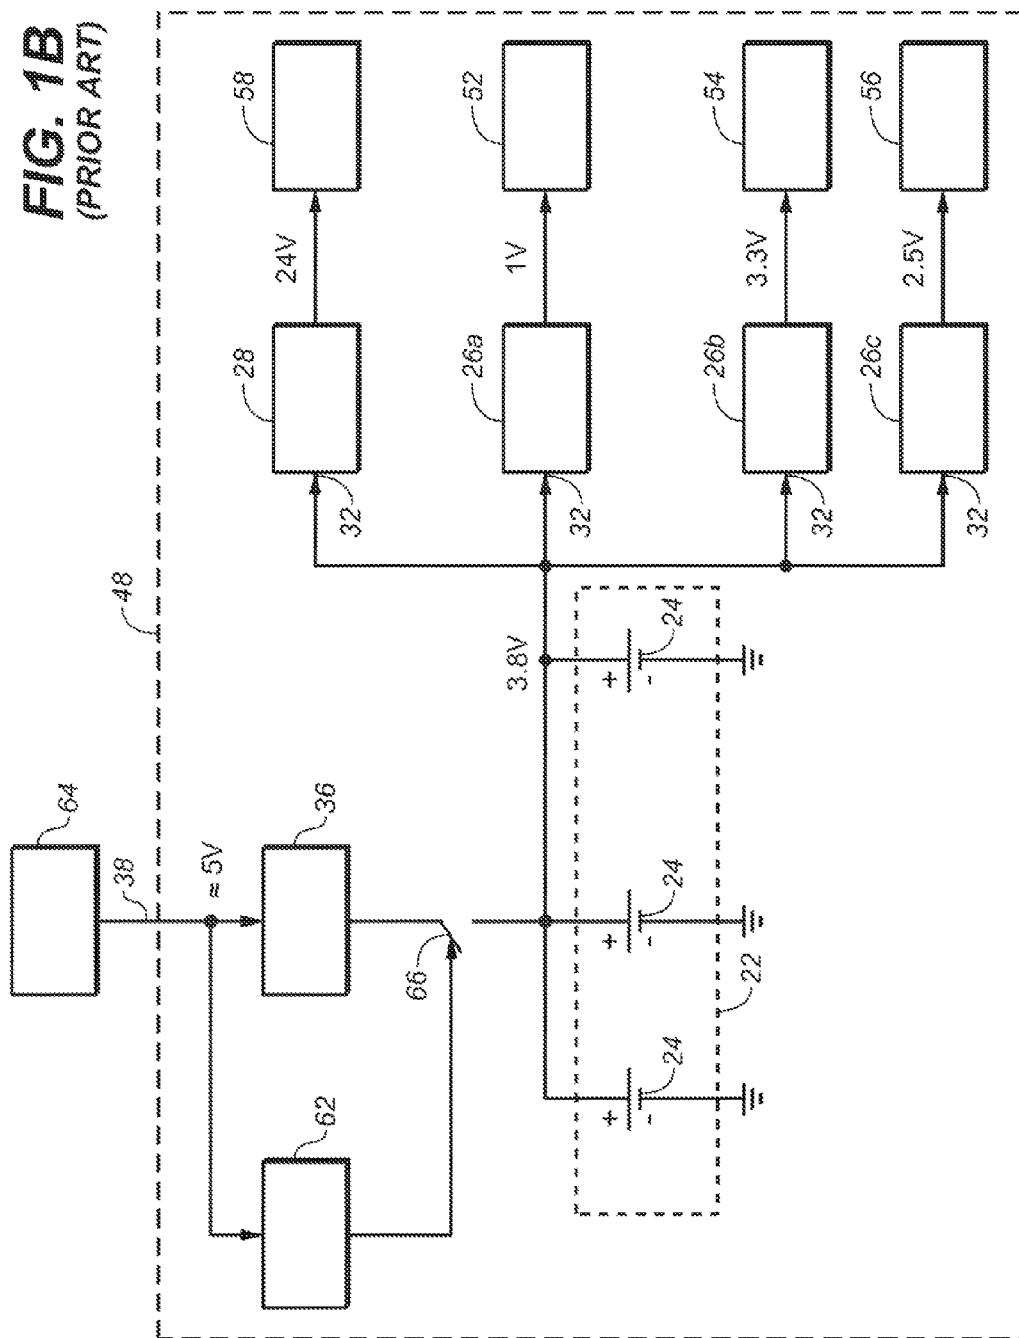 FIG. 1B
(PRIOR ART)
48
64
38
≈ 5V
36
62
66
3.8V
24
24
24
22
32
32
32
32
28
26a
26b
26c
24V
1V
3.3V
2.5V
58
52
54
56
+
-
+
-
+
-